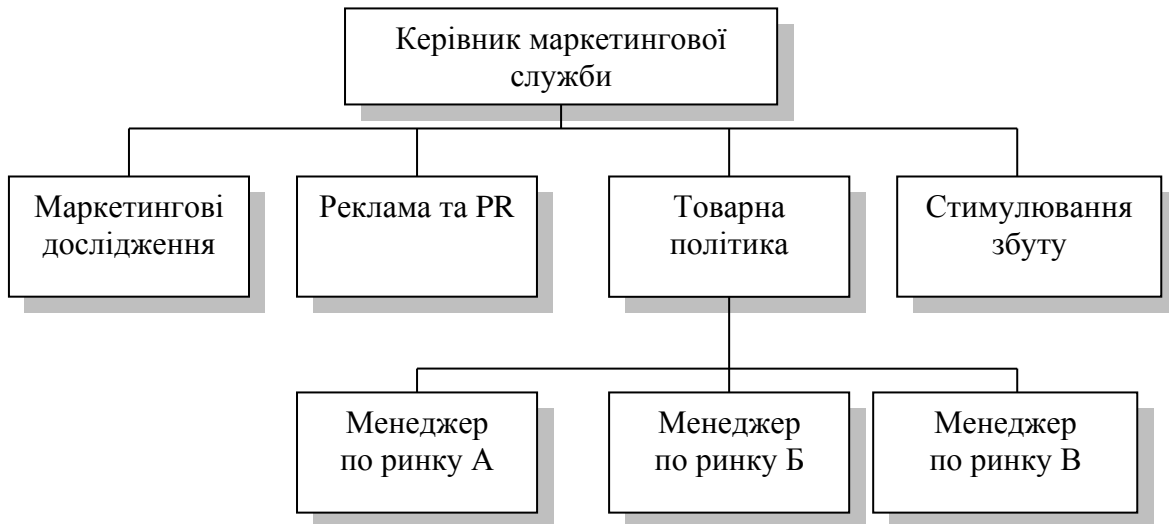 Керівник маркетингової
служби
Маркетингові
дослідження
Реклама та PR
Товарна
політика
Стимулювання
збуту
Менеджер
по ринку А
Менеджер
по ринку Б
Менеджер
по ринку В